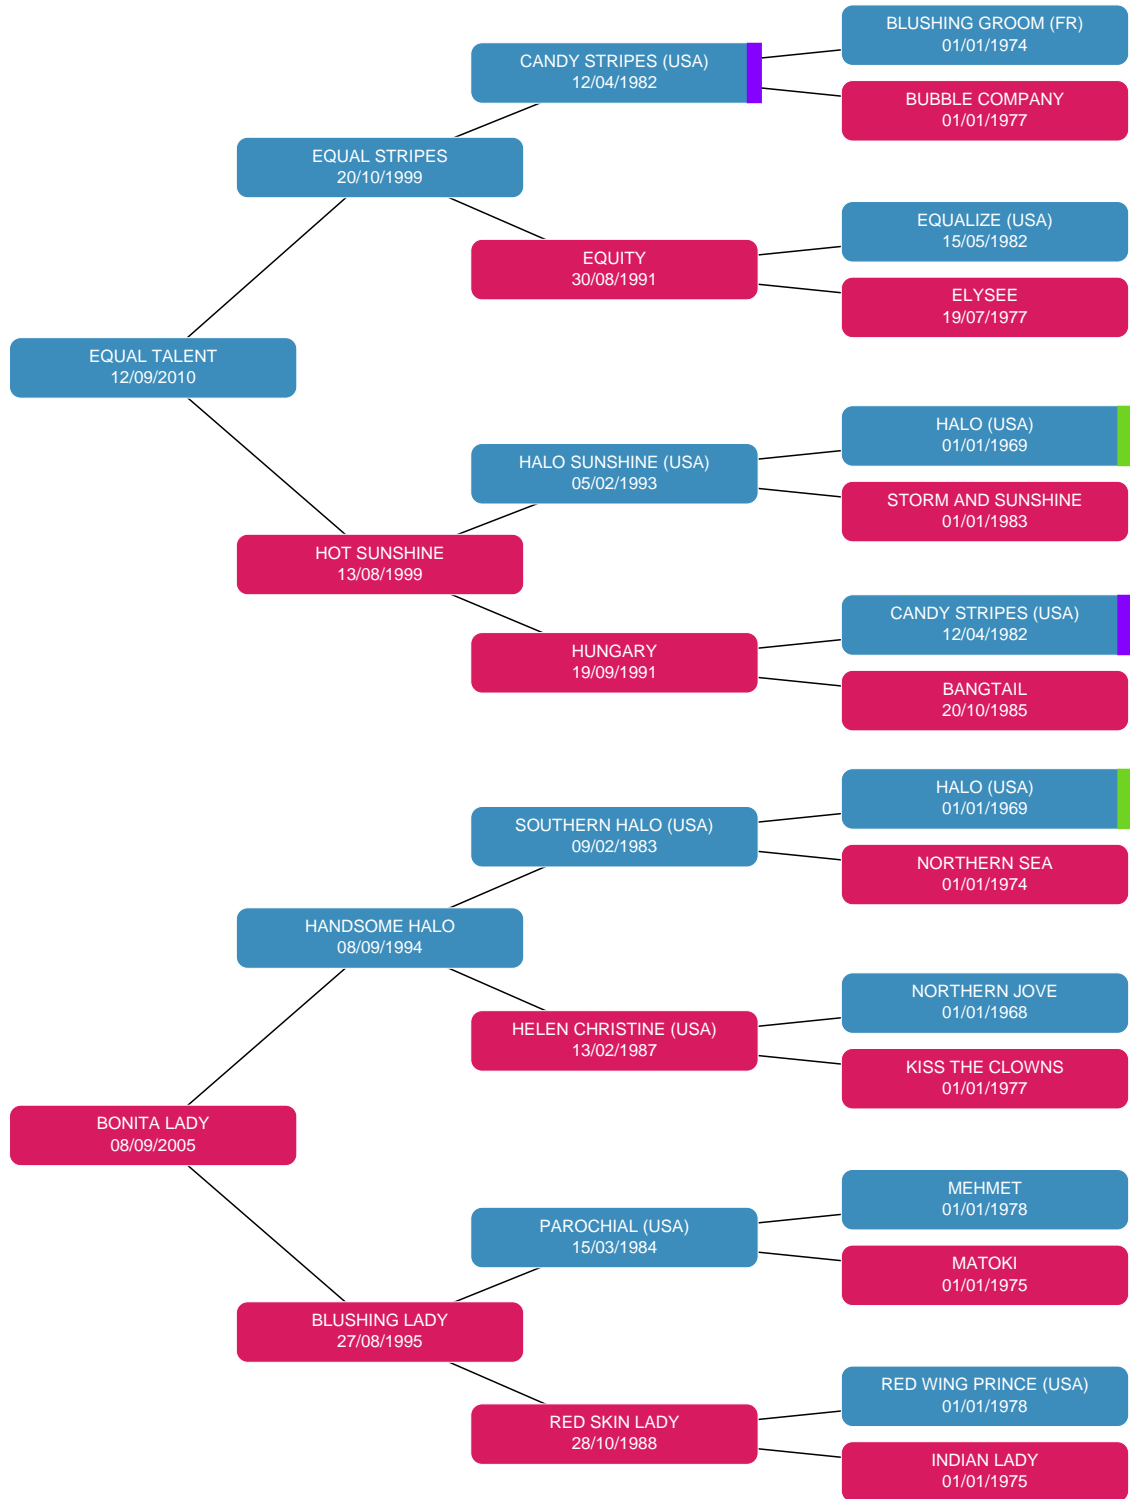 BLUSHING GROOM (FR)
01/01/1974
CANDY STRIPES (USA)
12/04/1982
BUBBLE COMPANY
01/01/1977
EQUAL STRIPES
20/10/1999
EQUALIZE (USA)
15/05/1982
EQUITY
30/08/1991
ELYSEE
19/07/1977
EQUAL TALENT
12/09/2010
HALO (USA)
01/01/1969
HALO SUNSHINE (USA)
05/02/1993
STORM AND SUNSHINE
01/01/1983
HOT SUNSHINE
13/08/1999
CANDY STRIPES (USA)
12/04/1982
HUNGARY
19/09/1991
BANGTAIL
20/10/1985
HALO (USA)
01/01/1969
SOUTHERN HALO (USA)
09/02/1983
NORTHERN SEA
01/01/1974
HANDSOME HALO
08/09/1994
NORTHERN JOVE
01/01/1968
HELEN CHRISTINE (USA)
13/02/1987
KISS THE CLOWNS
01/01/1977
BONITA LADY
08/09/2005
MEHMET
01/01/1978
PAROCHIAL (USA)
15/03/1984
MATOKI
01/01/1975
BLUSHING LADY
27/08/1995
RED WING PRINCE (USA)
01/01/1978
RED SKIN LADY
28/10/1988
INDIAN LADY
01/01/1975